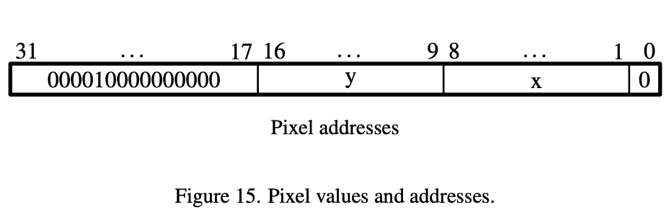 31 ... 17 16 ... 9 8 ... 1 0
000010000000000 y x 0
Pixel addresses
Figure 15. Pixel values and addresses.